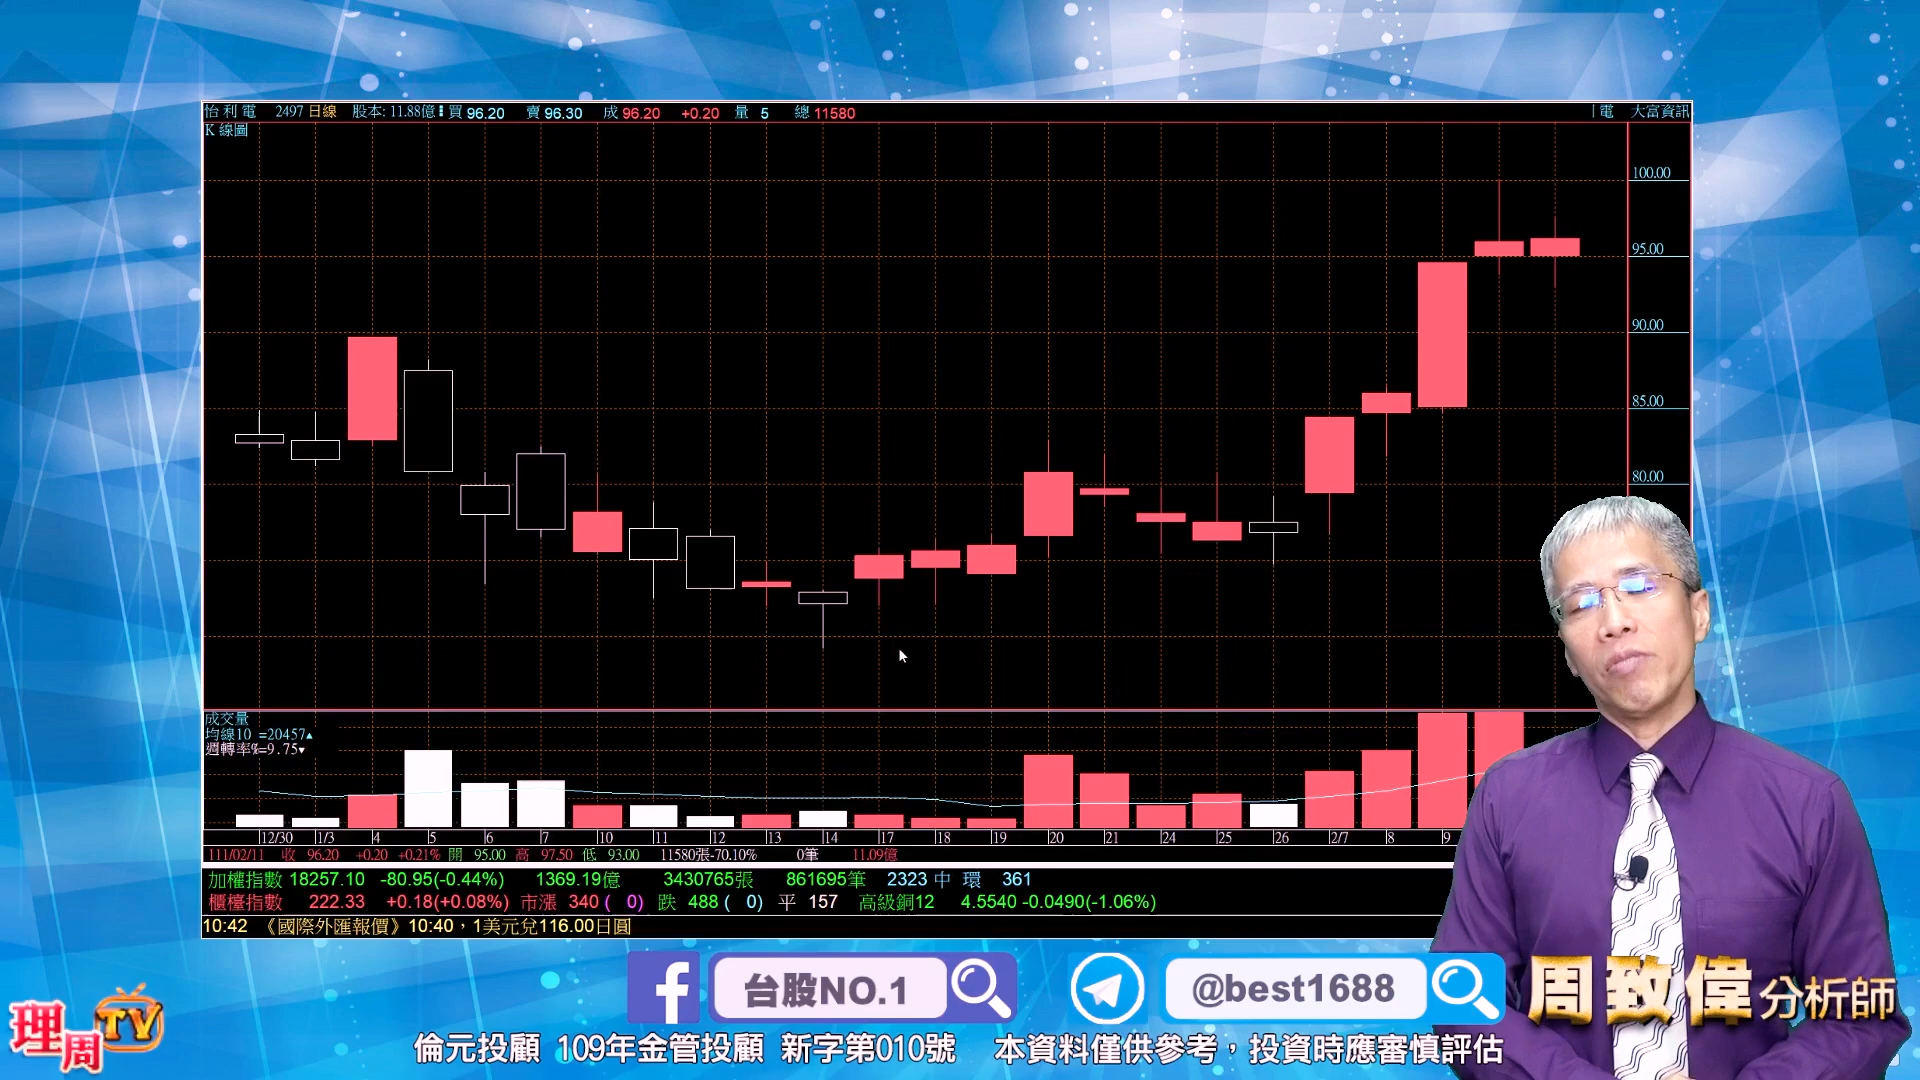 怡利電 2497 日線 股本: 11.88億 買 96.20 賣 96.30 成 96.20 +0.20 量 5 總 11580 電 大富資訊
K 線圖
100.00
95.00
90.00
85.00
80.00
成交量
均線10 =20457▲
週轉率%=9.75▼
12/30 1/3 4 5 6 7 10 11 12 13 14 17 18 19 20 21 24 25 26 2/7 8 9
111/02/11 收 96.20 +0.20 +0.21% 開 95.00 高 97.50 低 93.00 11580張-70.10% 0筆 11.09億
加權指數 18257.10 -80.95(-0.44%) 1369.19億 3430765張 861695筆 2323 中 環 361
櫃檯指數 222.33 +0.18(+0.08%) 市漲 340 ( 0) 跌 488 ( 0) 平 157 高級銅12 4.5540 -0.0490(-1.06%)
10:42 《國際外匯報價》10:40,1美元兌116.00日圓
台股NO.1
@best1688
周致偉分析師
理周TV
倫元投顧 109年金管投顧 新字第010號 本資料僅供參考,投資時應審慎評估